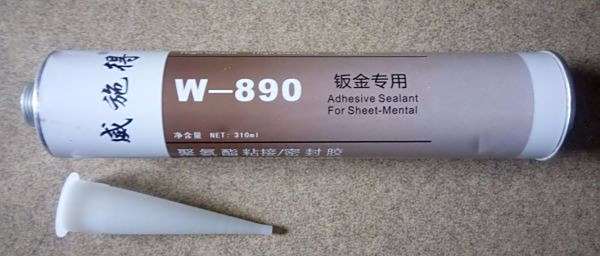 威施得
W-890
钣金专用
Adhesive Sealant
For Sheet-Mental
净含量 NET: 310ml
聚氨酯粘接/密封胶